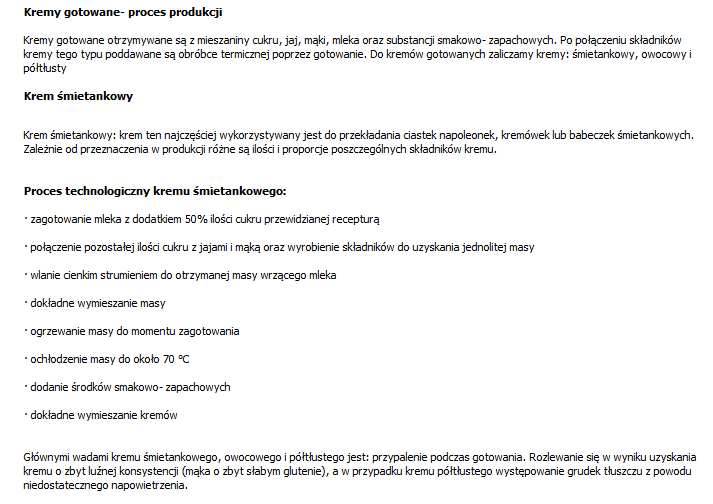 Kremy gotowane- proces produkcji
Kremy gotowane otrzymywane są z mieszaniny cukru, jaj, mąki, mleka oraz substancji smakowo- zapachowych. Po połączeniu składników
kremy tego typu poddawane są obróbce termicznej poprzez gotowanie. Do kremów gotowanych zaliczamy kremy: śmietankowy, owocowy i
półtłusty
Krem śmietankowy
Krem śmietankowy: krem ten najczęściej wykorzystywany jest do przekładania ciastek napoleonek, kremówek lub babeczek śmietankowych.
Zależnie od przeznaczenia w produkcji różne są ilości i proporcje poszczególnych składników kremu.
Proces technologiczny kremu śmietankowego:
· zagotowanie mleka z dodatkiem 50% ilości cukru przewidzianej recepturą
· połączenie pozostałej ilości cukru z jajami i mąką oraz wyrobienie składników do uzyskania jednolitej masy
· wlanie cienkim strumieniem do otrzymanej masy wrzącego mleka
· dokładne wymieszanie masy
· ogrzewanie masy do momentu zagotowania
· ochłodzenie masy do około 70 °C
· dodanie środków smakowo- zapachowych
· dokładne wymieszanie kremów
Głównymi wadami kremu śmietankowego, owocowego i półtłustego jest: przypalenie podczas gotowania. Rozlewanie się w wyniku uzyskania
kremu o zbyt luźnej konsystencji (mąka o zbyt słabym glutenie), a w przypadku kremu półtłustego występowanie grudek tłuszczu z powodu
niedostatecznego napowietrzenia.